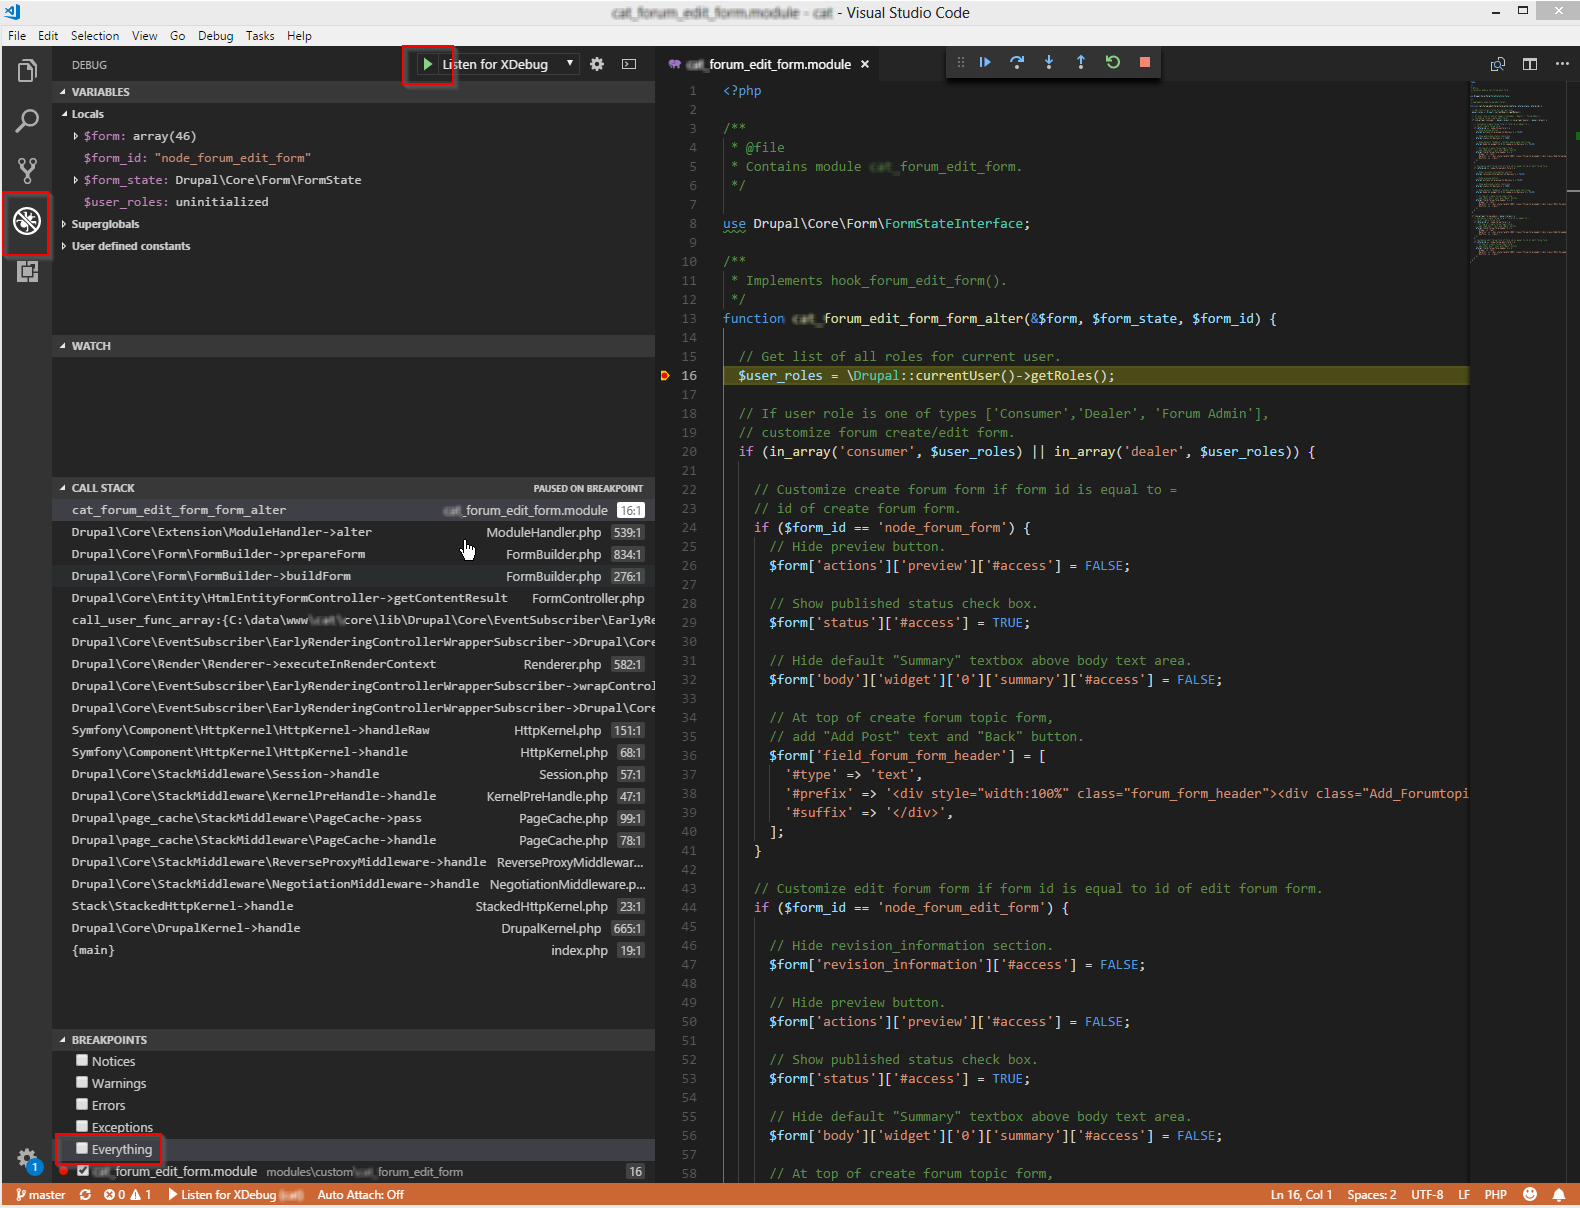 cat_forum_edit_form.module - cat - Visual Studio Code
File Edit Selection View Go Debug Tasks Help
DEBUG
Listen for XDebug
VARIABLES
Locals
$form: array(46)
$form_id: "node_forum_edit_form"
$form_state: Drupal\Core\Form\FormState
$user_roles: uninitialized
Superglobals
User defined constants
WATCH
CALL STACK PAUSED ON BREAKPOINT
cat_forum_edit_form_form_alter cat_forum_edit_form.module 16:1
Drupal\Core\Extension\ModuleHandler->alter ModuleHandler.php 539:1
Drupal\Core\Form\FormBuilder->prepareForm FormBuilder.php 834:1
Drupal\Core\Form\FormBuilder->buildForm FormBuilder.php 276:1
Drupal\Core\Entity\HtmlEntityFormController->getContentResult FormController.php
call_user_func_array:{C:\data\www\cat\core\lib\Drupal\Core\EventSubscriber\EarlyRe
Drupal\Core\EventSubscriber\EarlyRenderingControllerWrapperSubscriber->Drupal\Core
Drupal\Core\Render\Renderer->executeInRenderContext Renderer.php 582:1
Drupal\Core\EventSubscriber\EarlyRenderingControllerWrapperSubscriber->wrapControl
Drupal\Core\EventSubscriber\EarlyRenderingControllerWrapperSubscriber->Drupal\Core
Symfony\Component\HttpKernel\HttpKernel->handleRaw HttpKernel.php 151:1
Symfony\Component\HttpKernel\HttpKernel->handle HttpKernel.php 68:1
Drupal\Core\StackMiddleware\Session->handle Session.php 57:1
Drupal\Core\StackMiddleware\KernelPreHandle->handle KernelPreHandle.php 47:1
Drupal\page_cache\StackMiddleware\PageCache->pass PageCache.php 99:1
Drupal\page_cache\StackMiddleware\PageCache->handle PageCache.php 78:1
Drupal\Core\StackMiddleware\ReverseProxyMiddleware->handle ReverseProxyMiddlewar...
Drupal\Core\StackMiddleware\NegotiationMiddleware->handle NegotiationMiddleware.p...
Stack\StackedHttpKernel->handle StackedHttpKernel.php 23:1
Drupal\Core\DrupalKernel->handle DrupalKernel.php 665:1
{main} index.php 19:1
BREAKPOINTS
Notices
Warnings
Errors
Exceptions
Everything
cat_forum_edit_form.module modules\custom\cat_forum_edit_form 16
cat_forum_edit_form.module
1 <?php
2
3 /**
4 * @file
5 * Contains module cat_forum_edit_form.
6 */
7
8 use Drupal\Core\Form\FormStateInterface;
9
10 /**
11 * Implements hook_forum_edit_form().
12 */
13 function cat_forum_edit_form_form_alter(&$form, $form_state, $form_id) {
14
15 // Get list of all roles for current user.
16 $user_roles = \Drupal::currentUser()->getRoles();
17
18 // If user role is one of types ['Consumer','Dealer', 'Forum Admin'],
19 // customize forum create/edit form.
20 if (in_array('consumer', $user_roles) || in_array('dealer', $user_roles)) {
21
22 // Customize create forum form if form id is equal to =
23 // id of create forum form.
24 if ($form_id == 'node_forum_form') {
25 // Hide preview button.
26 $form['actions']['preview']['#access'] = FALSE;
27
28 // Show published status check box.
29 $form['status']['#access'] = TRUE;
30
31 // Hide default "Summary" textbox above body text area.
32 $form['body']['widget']['0']['summary']['#access'] = FALSE;
33
34 // At top of create forum topic form,
35 // add "Add Post" text and "Back" button.
36 $form['field_forum_form_header'] = [
37 '#type' => 'text',
38 '#prefix' => '<div style="width:100%" class="forum_form_header"><div class="Add_Forumtopi
39 '#suffix' => '</div>',
40 ];
41 }
42
43 // Customize edit forum form if form id is equal to id of edit forum form.
44 if ($form_id == 'node_forum_edit_form') {
45
46 // Hide revision_information section.
47 $form['revision_information']['#access'] = FALSE;
48
49 // Hide preview button.
50 $form['actions']['preview']['#access'] = FALSE;
51
52 // Show published status check box.
53 $form['status']['#access'] = TRUE;
54
55 // Hide default "Summary" textbox above body text area.
56 $form['body']['widget']['0']['summary']['#access'] = FALSE;
57
58 // At top of create forum topic form,
1
master 0 1 Listen for XDebug (cat) Auto Attach: Off Ln 16, Col 1 Spaces: 2 UTF-8 LF PHP